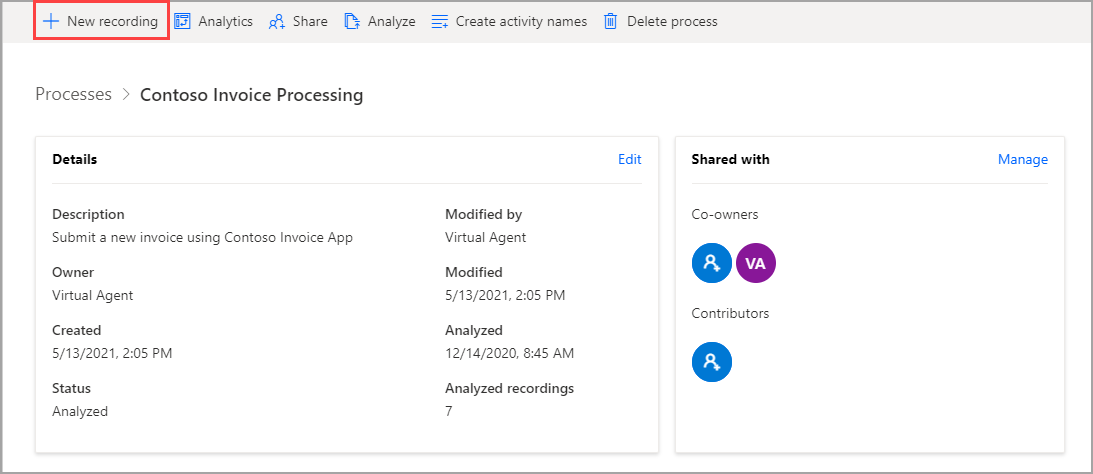 New recording Analytics Share Analyze Create activity names Delete process
Processes > Contoso Invoice Processing
Details Edit
Description
Submit a new invoice using Contoso Invoice App
Owner
Virtual Agent
Created
5/13/2021, 2:05 PM
Status
Analyzed
Modified by
Virtual Agent
Modified
5/13/2021, 2:05 PM
Analyzed
12/14/2020, 8:45 AM
Analyzed recordings
7
Shared with Manage
Co-owners
VA
Contributors